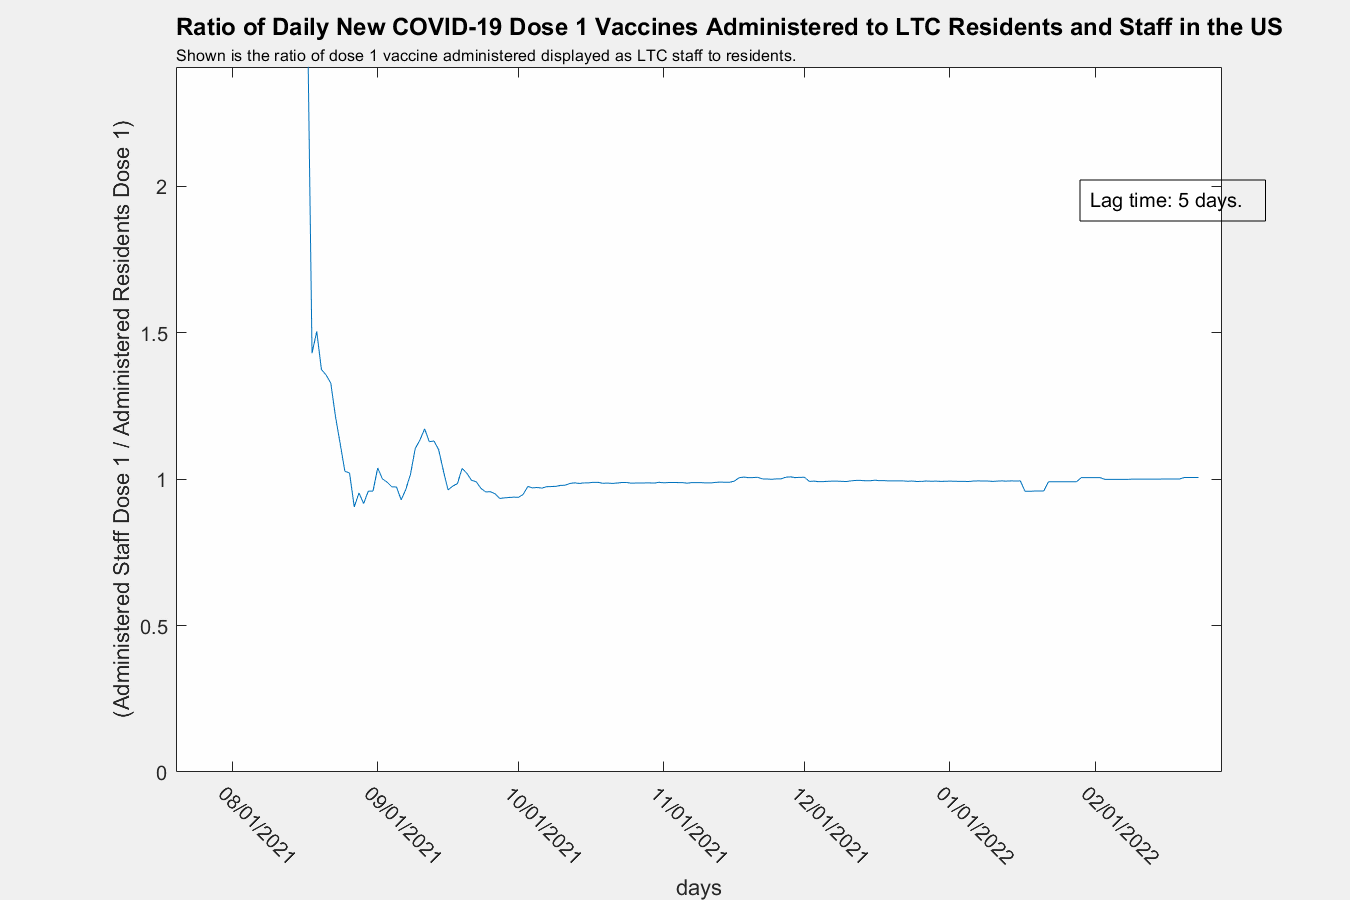 Ratio of Daily New COVID-19 Dose 1 Vaccines Administered to LTC Residents and Staff in the US
Shown is the ratio of dose 1 vaccine administered displayed as LTC staff to residents.
(Administered Staff Dose 1 / Administered Residents Dose 1)
2
1.5
1
0.5
0
Lag time: 5 days.
08/01/2021
09/01/2021
10/01/2021
11/01/2021
12/01/2021
01/01/2022
02/01/2022
days